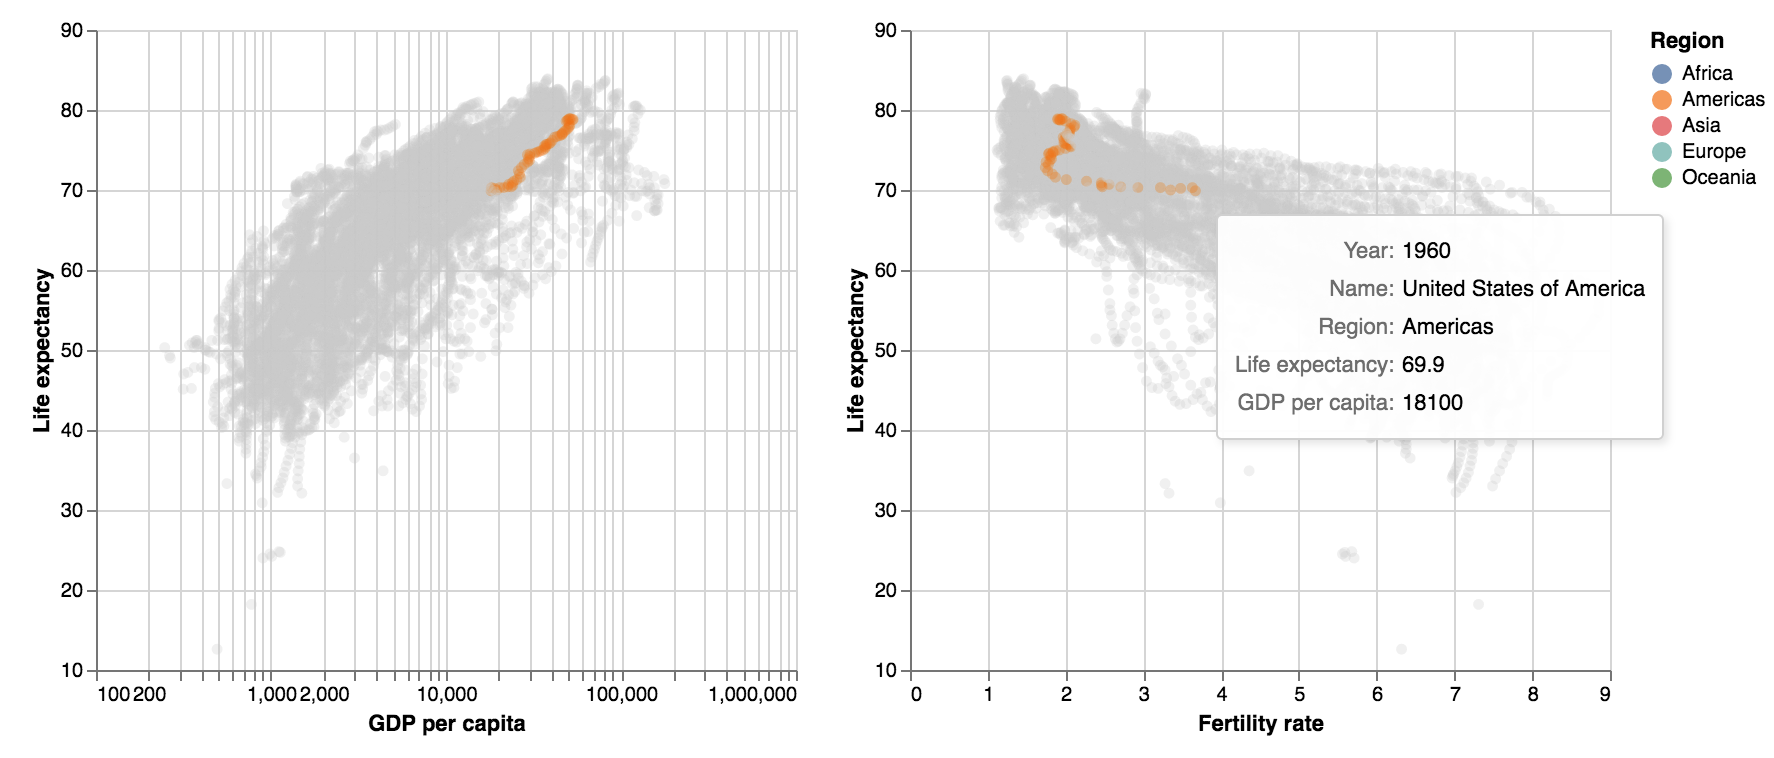 90
80
70
60
50
40
30
20
10
Life expectancy
100 200 1,000 2,000 10,000 100,000 1,000,000
GDP per capita
90
80
70
60
50
40
30
20
10
Life expectancy
0 1 2 3 4 5 6 7 8 9
Fertility rate
Year: 1960
Name: United States of America
Region: Americas
Life expectancy: 69.9
GDP per capita: 18100
Region
Africa
Americas
Asia
Europe
Oceania